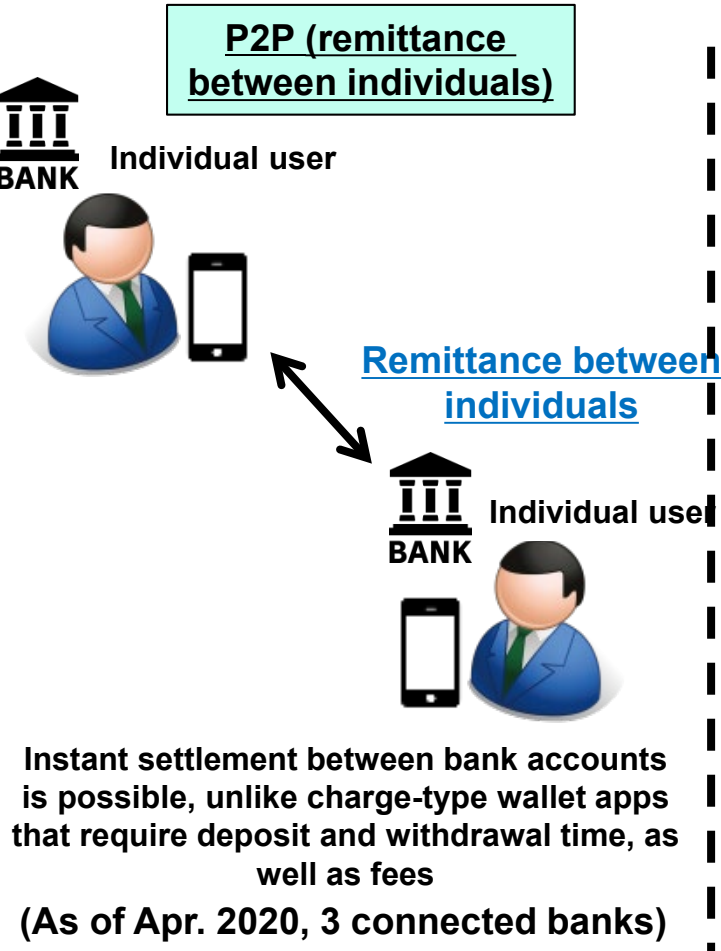 P2P (remittance
between individuals)
BANK
Individual user
Remittance between
individuals
BANK
Individual user
Instant settlement between bank accounts
is possible, unlike charge-type wallet apps
that require deposit and withdrawal time, as
well as fees
(As of Apr. 2020, 3 connected banks)